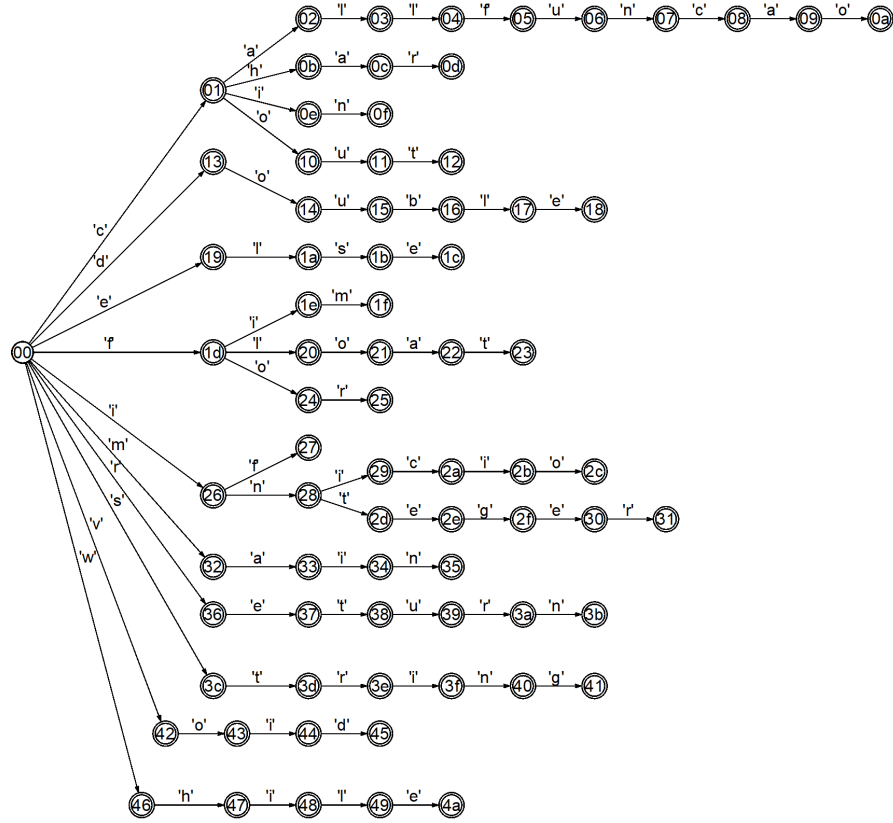 02 'l' 03 'l' 04 'f' 05 'u' 06 'n' 07 'c' 08 'a' 09 'o' 0a
'a'
'h' 0b 'a' 0c 'r' 0d
01 'i' 0e 'n' 0f
'o'
10 'u' 11 't' 12
13 'o'
14 'u' 15 'b' 16 'l' 17 'e' 18
'c'
'd'
19 'l' 1a 's' 1b 'e' 1c
'e'
1e 'm' 1f
'i'
00 'f' 1d 'l' 20 'o' 21 'a' 22 't' 23
'o'
24 'r' 25
'i'
27
'm' 'f'
'r' 29 'c' 2a 'i' 2b 'o' 2c
26 'n' 28 'i'
's' 't'
2d 'e' 2e 'g' 2f 'e' 30 'r' 31
'v'
'w'
32 'a' 33 'i' 34 'n' 35
36 'e' 37 't' 38 'u' 39 'r' 3a 'n' 3b
3c 't' 3d 'r' 3e 'i' 3f 'n' 40 'g' 41
42 'o' 43 'i' 44 'd' 45
46 'h' 47 'i' 48 'l' 49 'e' 4a